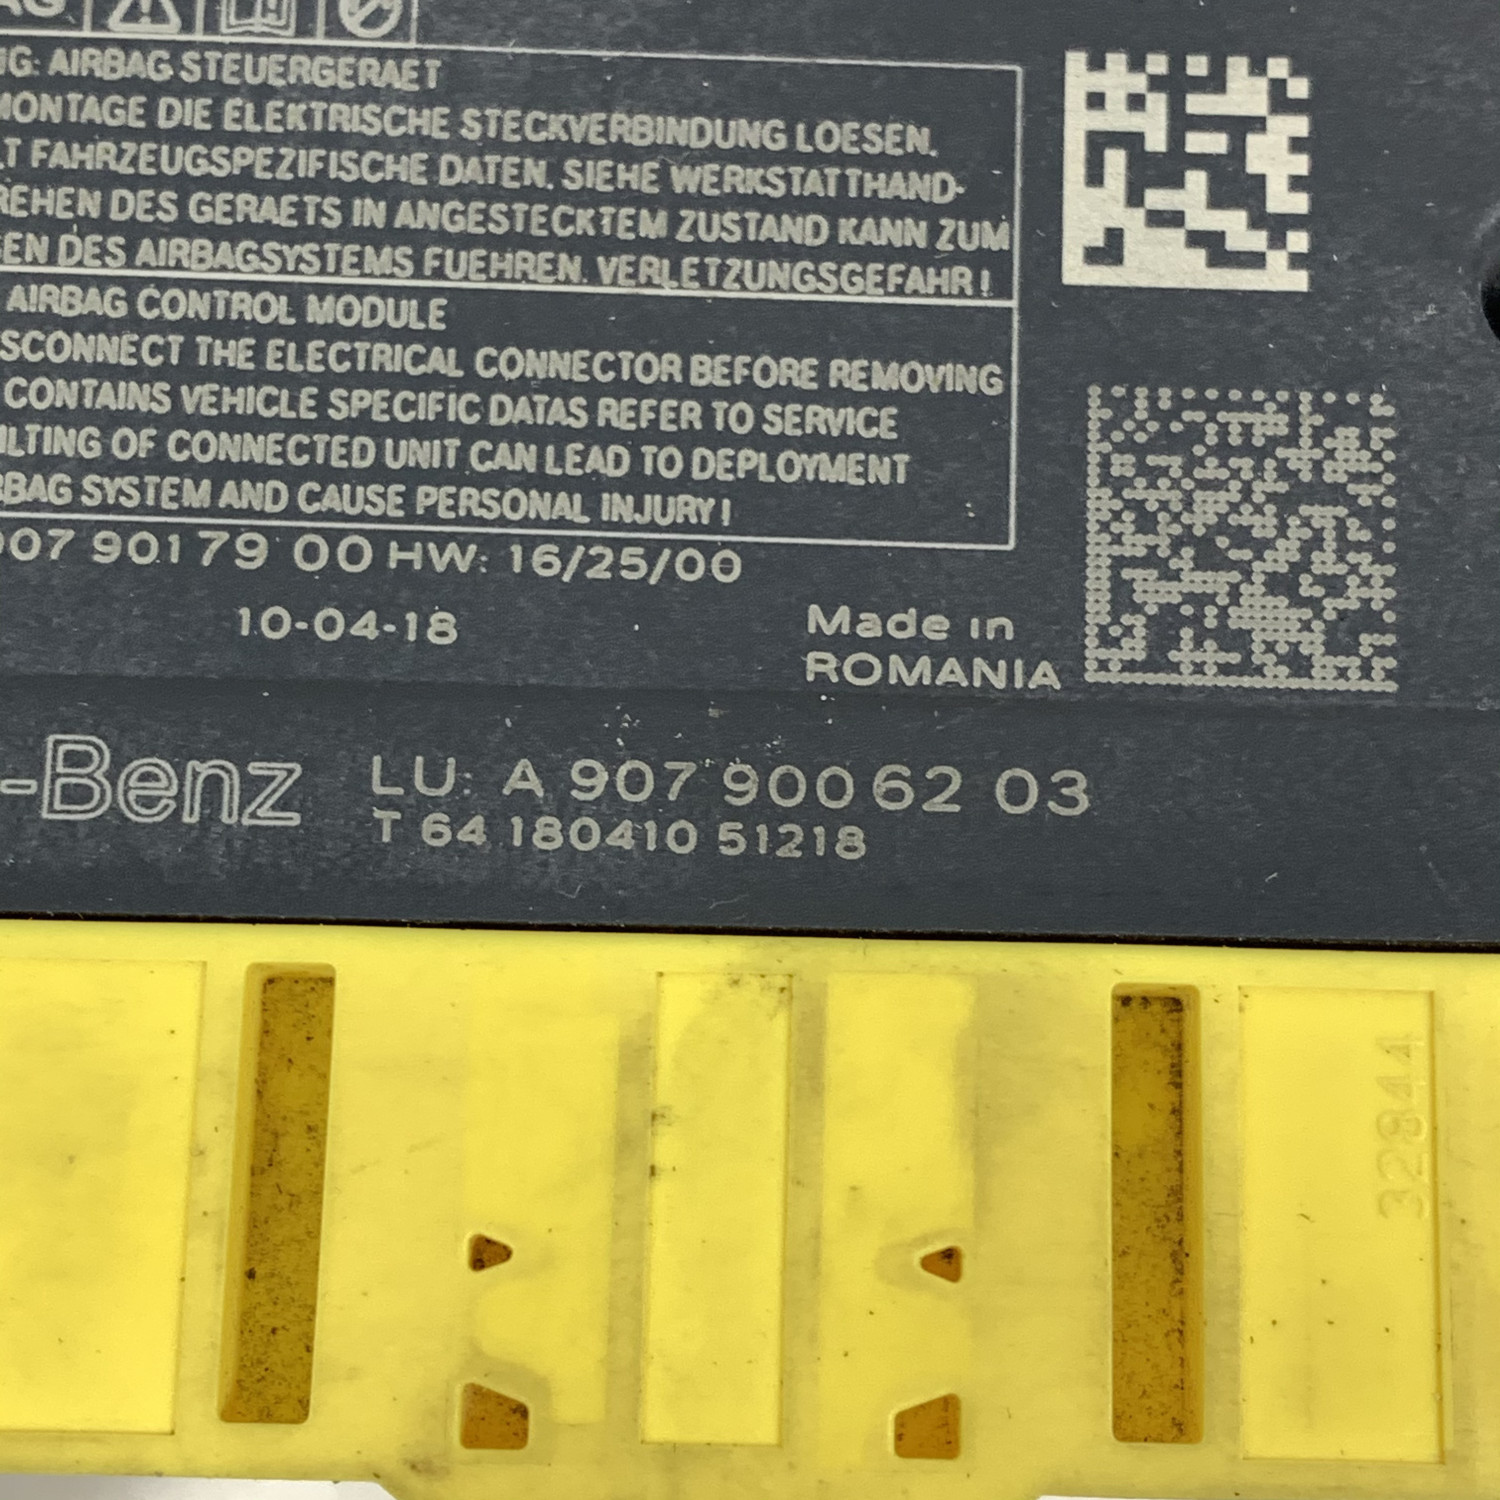 AG
NG: AIRBAG STEUERGERAET
MONTAGE DIE ELEKTRISCHE STECKVERBINDUNG LOESEN.
LT FAHRZEUGSPEZIFISCHE DATEN. SIEHE WERKSTATTHAND-
REHEN DES GERAETS IN ANGESTECKTEM ZUSTAND KANN ZUM
GEN DES AIRBAGSYSTEMS FUEHREN. VERLETZUNGSGEFAHR!
AIRBAG CONTROL MODULE
SCONNECT THE ELECTRICAL CONNECTOR BEFORE REMOVING
CONTAINS VEHICLE SPECIFIC DATAS REFER TO SERVICE
ILTING OF CONNECTED UNIT CAN LEAD TO DEPLOYMENT
RBAG SYSTEM AND CAUSE PERSONAL INJURY!
907 901 79 00 HW: 16/25/00
10-04-18
Made in
ROMANIA
-Benz
LU: A 907 900 62 03
T 64 180410 51218
32844